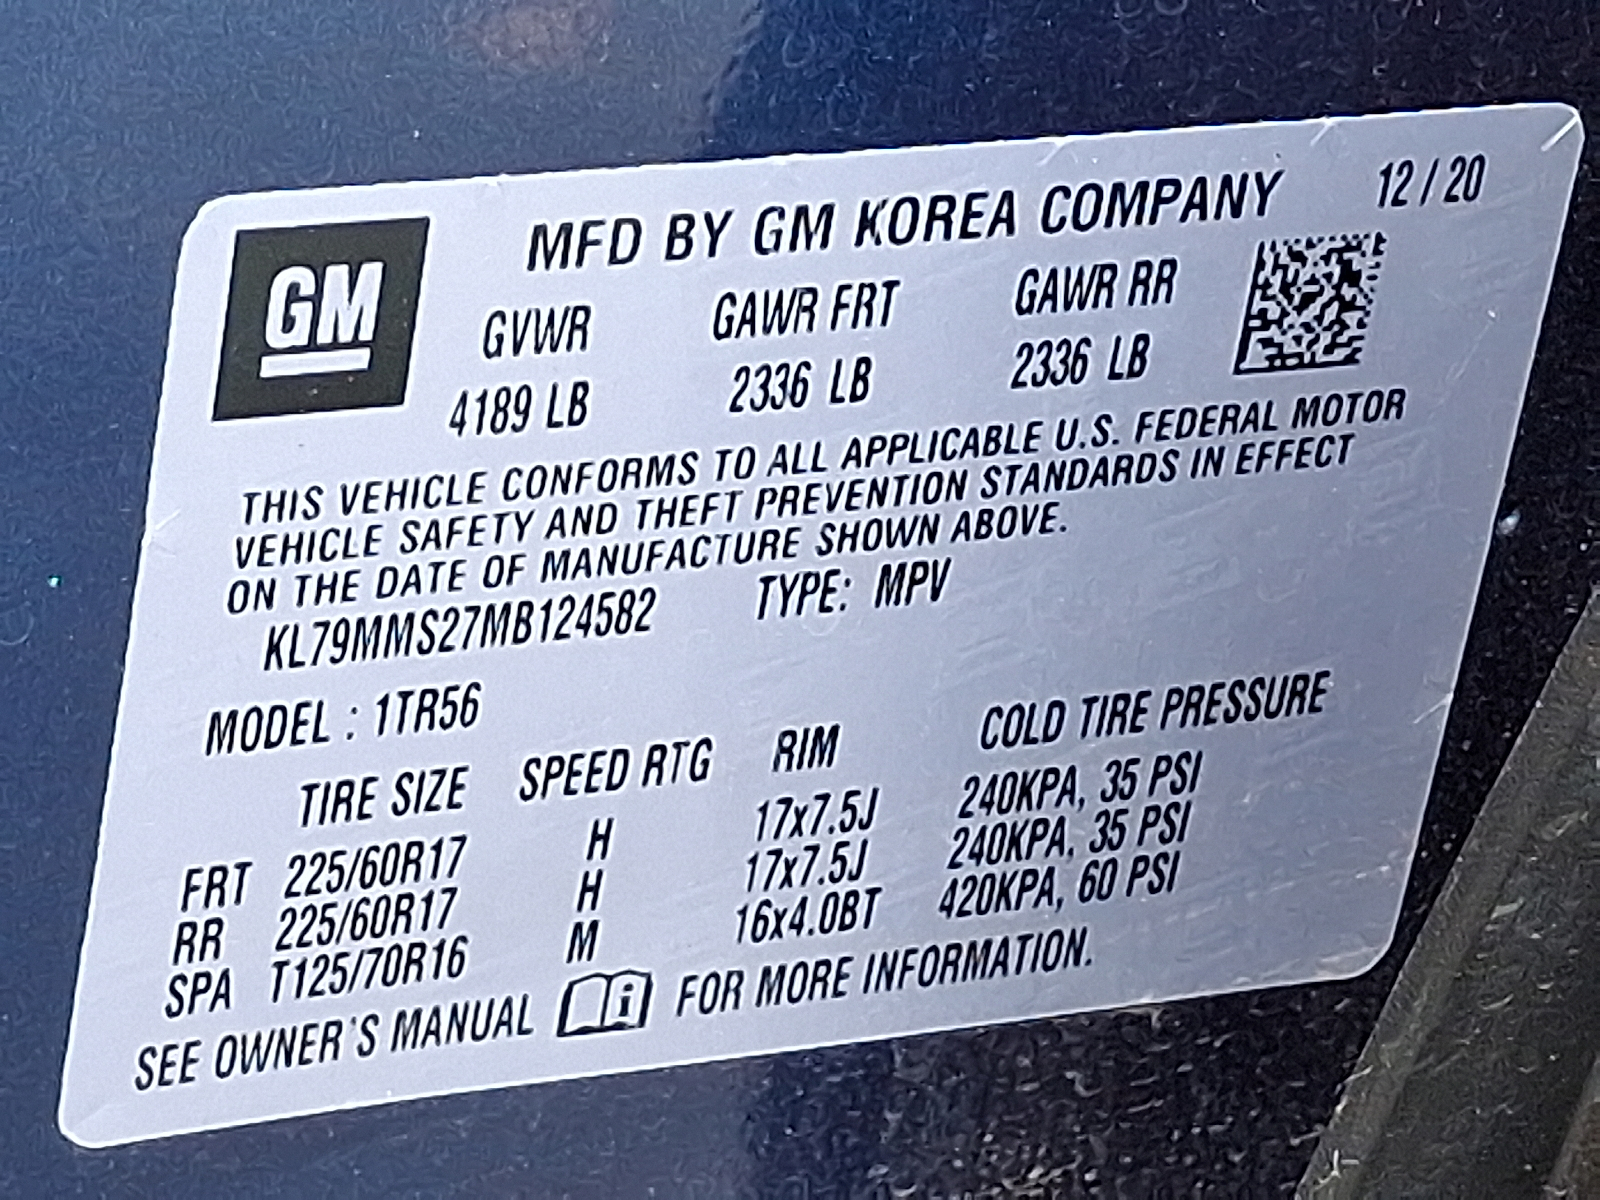 GM
MFD BY GM KOREA COMPANY 12/20
GVWR GAWR FRT GAWR RR
4189 LB 2336 LB 2336 LB
THIS VEHICLE CONFORMS TO ALL APPLICABLE U.S. FEDERAL MOTOR
VEHICLE SAFETY AND THEFT PREVENTION STANDARDS IN EFFECT
ON THE DATE OF MANUFACTURE SHOWN ABOVE.
KL79MMS27MB124582 TYPE: MPV
MODEL : 1TR56
TIRE SIZE SPEED RTG RIM COLD TIRE PRESSURE
FRT 225/60R17 H 17x7.5J 240KPA, 35 PSI
RR 225/60R17 H 17x7.5J 240KPA, 35 PSI
SPA T125/70R16 M 16x4.0BT 420KPA, 60 PSI
SEE OWNER'S MANUAL i FOR MORE INFORMATION.